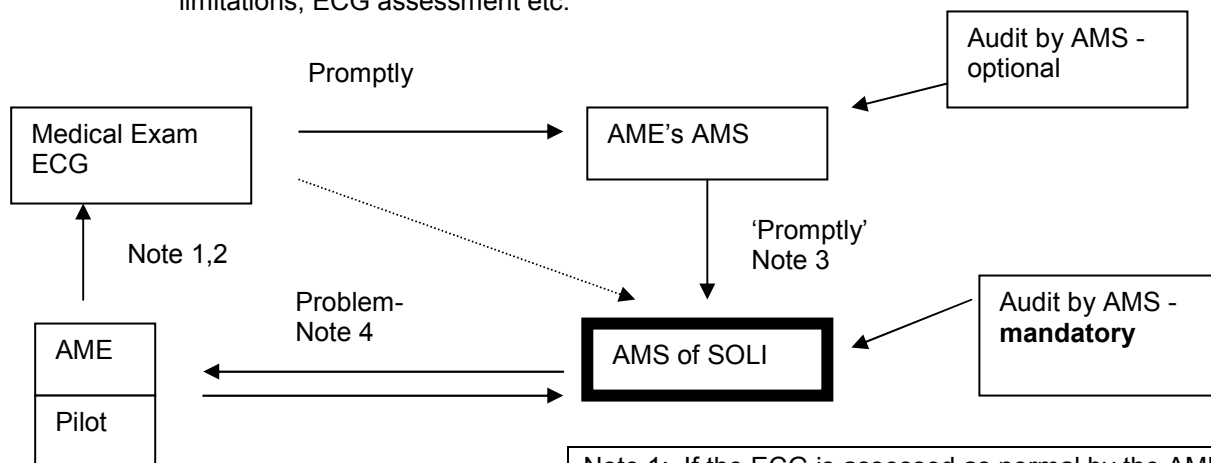 limitations, ECG assessment etc.
Audit by AMS -
optional
Promptly
Medical Exam
ECG
AME's AMS
'Promptly'
Note 3
Note 1,2
Problem-
Note 4
Audit by AMS -
mandatory
AME
AMS of SOLI
Pilot
Note 1: If the ECG is assessed as normal by the AME